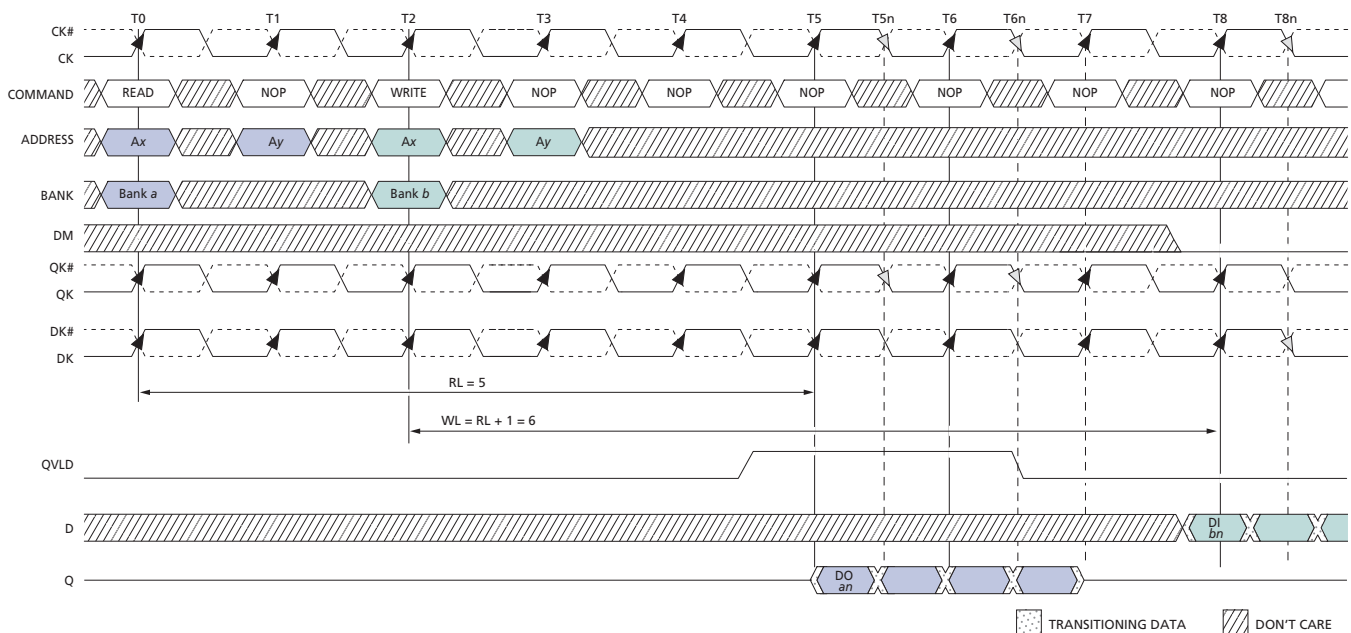 T0 T1 T2 T3 T4 T5 T5n T6 T6n T7 T8 T8n
CK#
CK
COMMAND READ NOP WRITE NOP NOP NOP NOP NOP NOP
ADDRESS Ax Ay Ax Ay
BANK Bank a Bank b
DM
QK#
QK
DK#
DK
RL = 5
WL = RL + 1 = 6
QVLD
D DI bn
Q DO an
TRANSITIONING DATA DON'T CARE